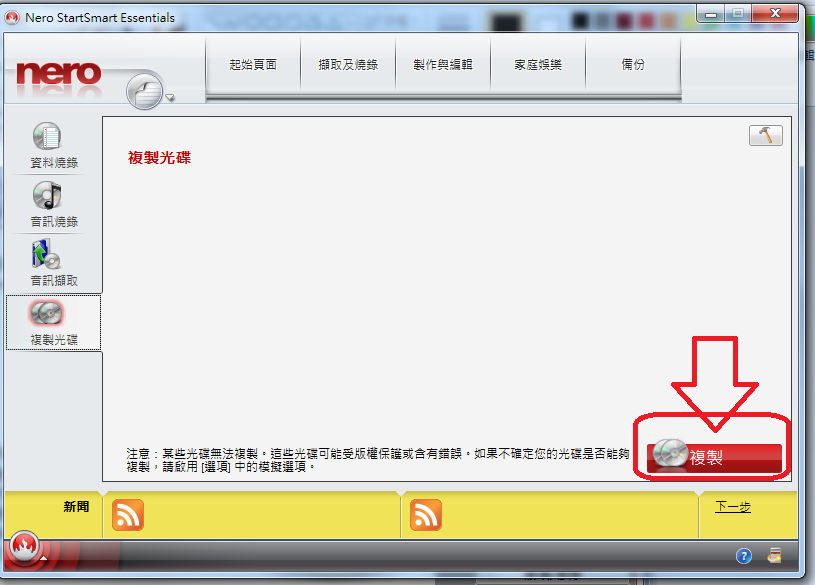 Nero StartSmart Essentials
nero
起始頁面
擷取及燒錄
製作與編輯
家庭娛樂
備份
資料燒錄
音訊燒錄
音訊擷取
複製光碟
複製光碟
注意：某些光碟無法複製。這些光碟可能受版權保護或含有錯誤。如果不確定您的光碟是否能夠
複製，請啟用 [選項] 中的模擬選項。
複製
新聞
下一步